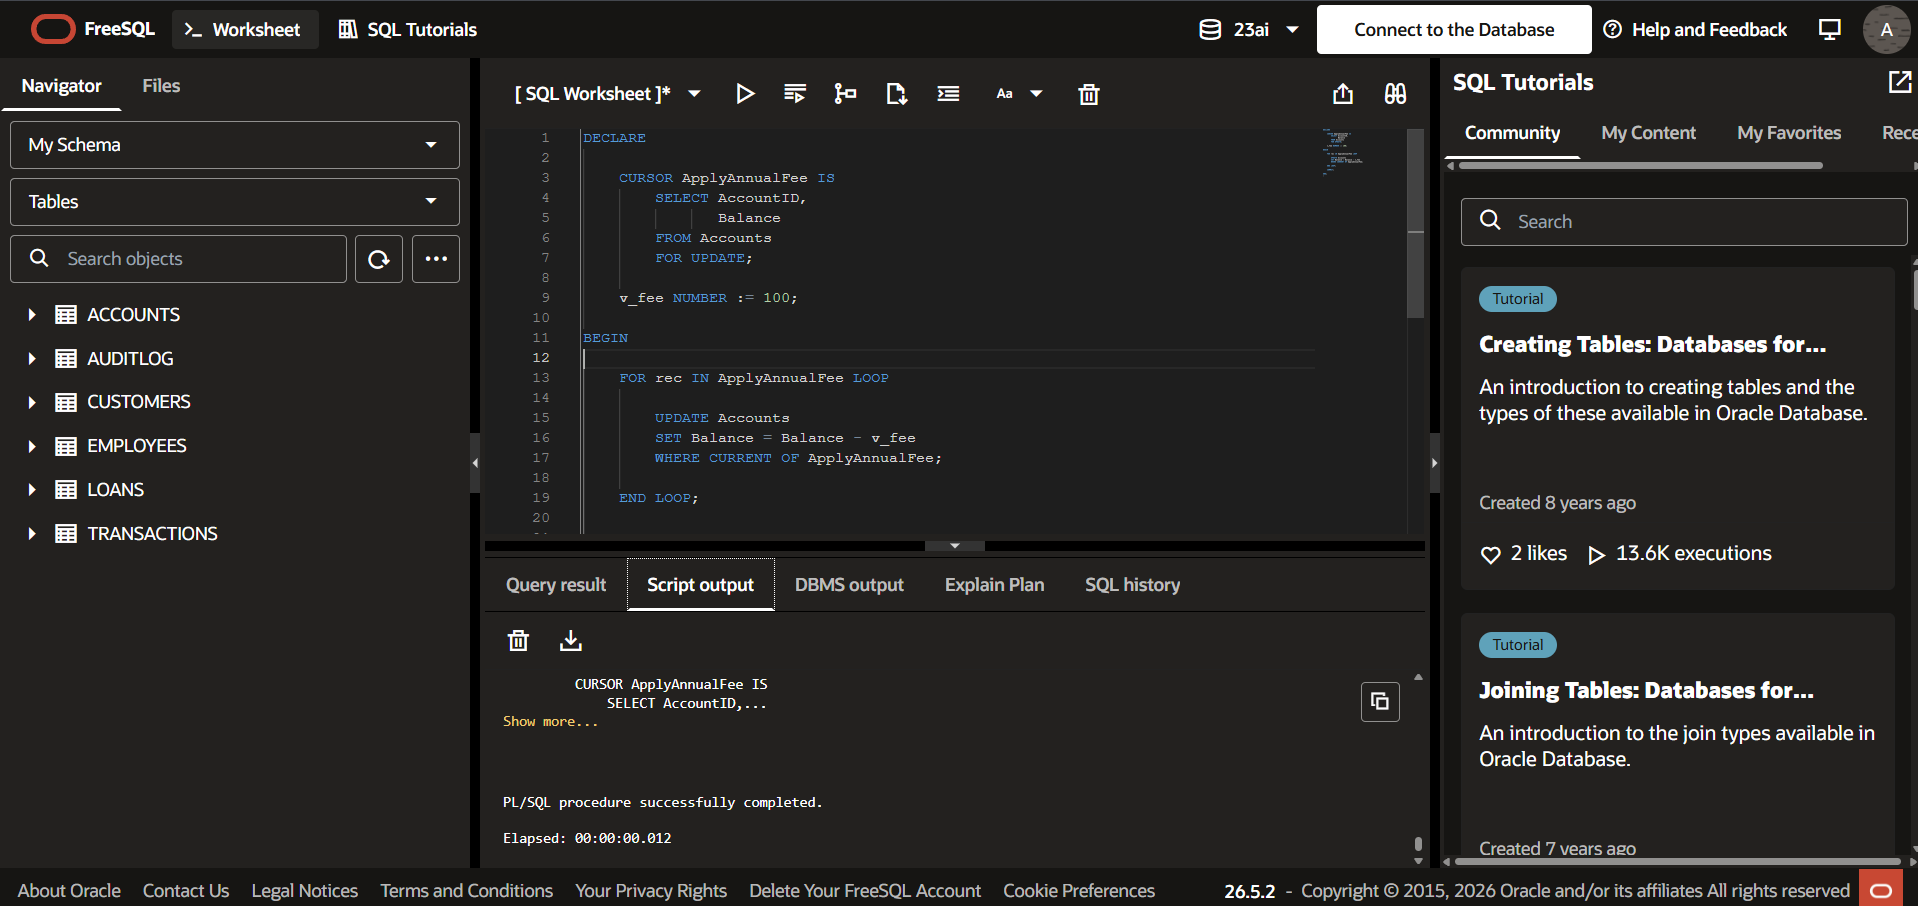 FreeSQL
Worksheet
SQL Tutorials
23ai
Connect to the Database
Help and Feedback
A
Navigator
Files
My Schema
Tables
Search objects
ACCOUNTS
AUDITLOG
CUSTOMERS
EMPLOYEES
LOANS
TRANSACTIONS
[ SQL Worksheet ]*
Aa
1 DECLARE
2
3 CURSOR ApplyAnnualFee IS
4 SELECT AccountID,
5 Balance
6 FROM Accounts
7 FOR UPDATE;
8
9 v_fee NUMBER := 100;
10
11 BEGIN
12
13 FOR rec IN ApplyAnnualFee LOOP
14
15 UPDATE Accounts
16 SET Balance = Balance - v_fee
17 WHERE CURRENT OF ApplyAnnualFee;
18
19 END LOOP;
20
Query result
Script output
DBMS output
Explain Plan
SQL history
CURSOR ApplyAnnualFee IS
SELECT AccountID,...
Show more...
PL/SQL procedure successfully completed.
Elapsed: 00:00:00.012
SQL Tutorials
Community
My Content
My Favorites
Rece
Search
Tutorial
Creating Tables: Databases for...
An introduction to creating tables and the
types of these available in Oracle Database.
Created 8 years ago
2 likes
13.6K executions
Tutorial
Joining Tables: Databases for...
An introduction to the join types available in
Oracle Database.
Created 7 years ago
About Oracle
Contact Us
Legal Notices
Terms and Conditions
Your Privacy Rights
Delete Your FreeSQL Account
Cookie Preferences
26.5.2 - Copyright © 2015, 2026 Oracle and/or its affiliates All rights reserved